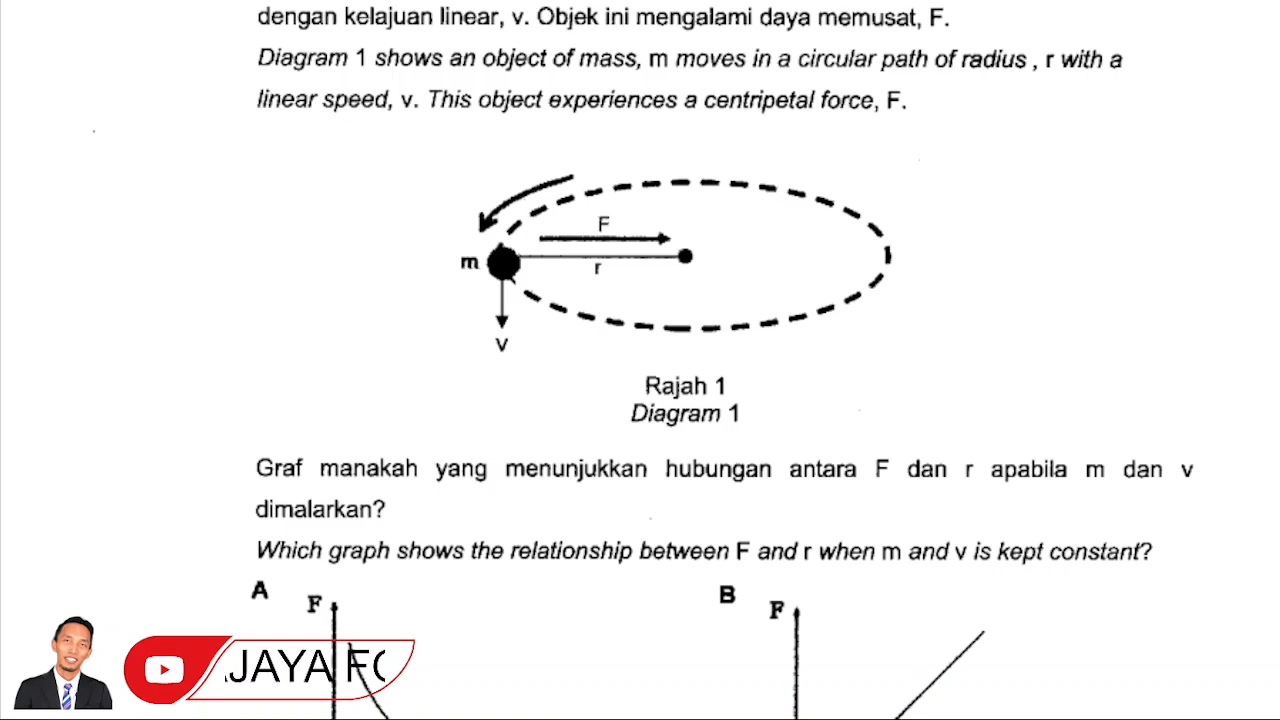 dengan kelajuan linear, v. Objek ini mengalami daya memusat, F.
Diagram 1 shows an object of mass, m moves in a circular path of radius , r with a
linear speed, v. This object experiences a centripetal force, F.
F
m
r
v
Rajah 1
Diagram 1
Graf manakah yang menunjukkan hubungan antara F dan r apabila m dan v
dimalarkan?
Which graph shows the relationship between F and r when m and v is kept constant?
A
F
B
F
JAYA